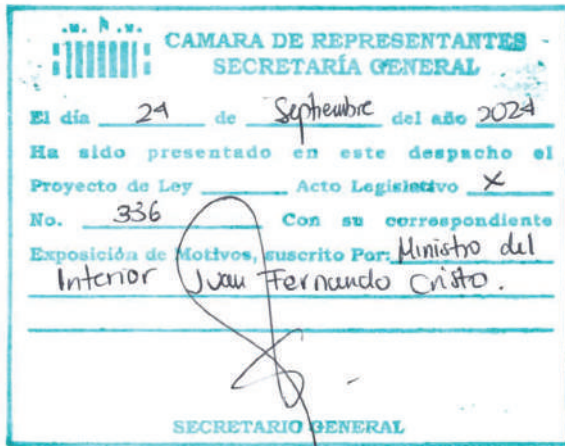 CAMARA DE REPRESENTANTES
SECRETARÍA GENERAL
El día 24 de Septiembre del año 2024
Ha sido presentado en este despacho el
Proyecto de Ley ______ Acto Legislativo X
No. 336 Con su correspondiente
Exposición de Motivos, suscrito Por: Ministro del
Interior Juan Fernando Cristo.
SECRETARIO GENERAL